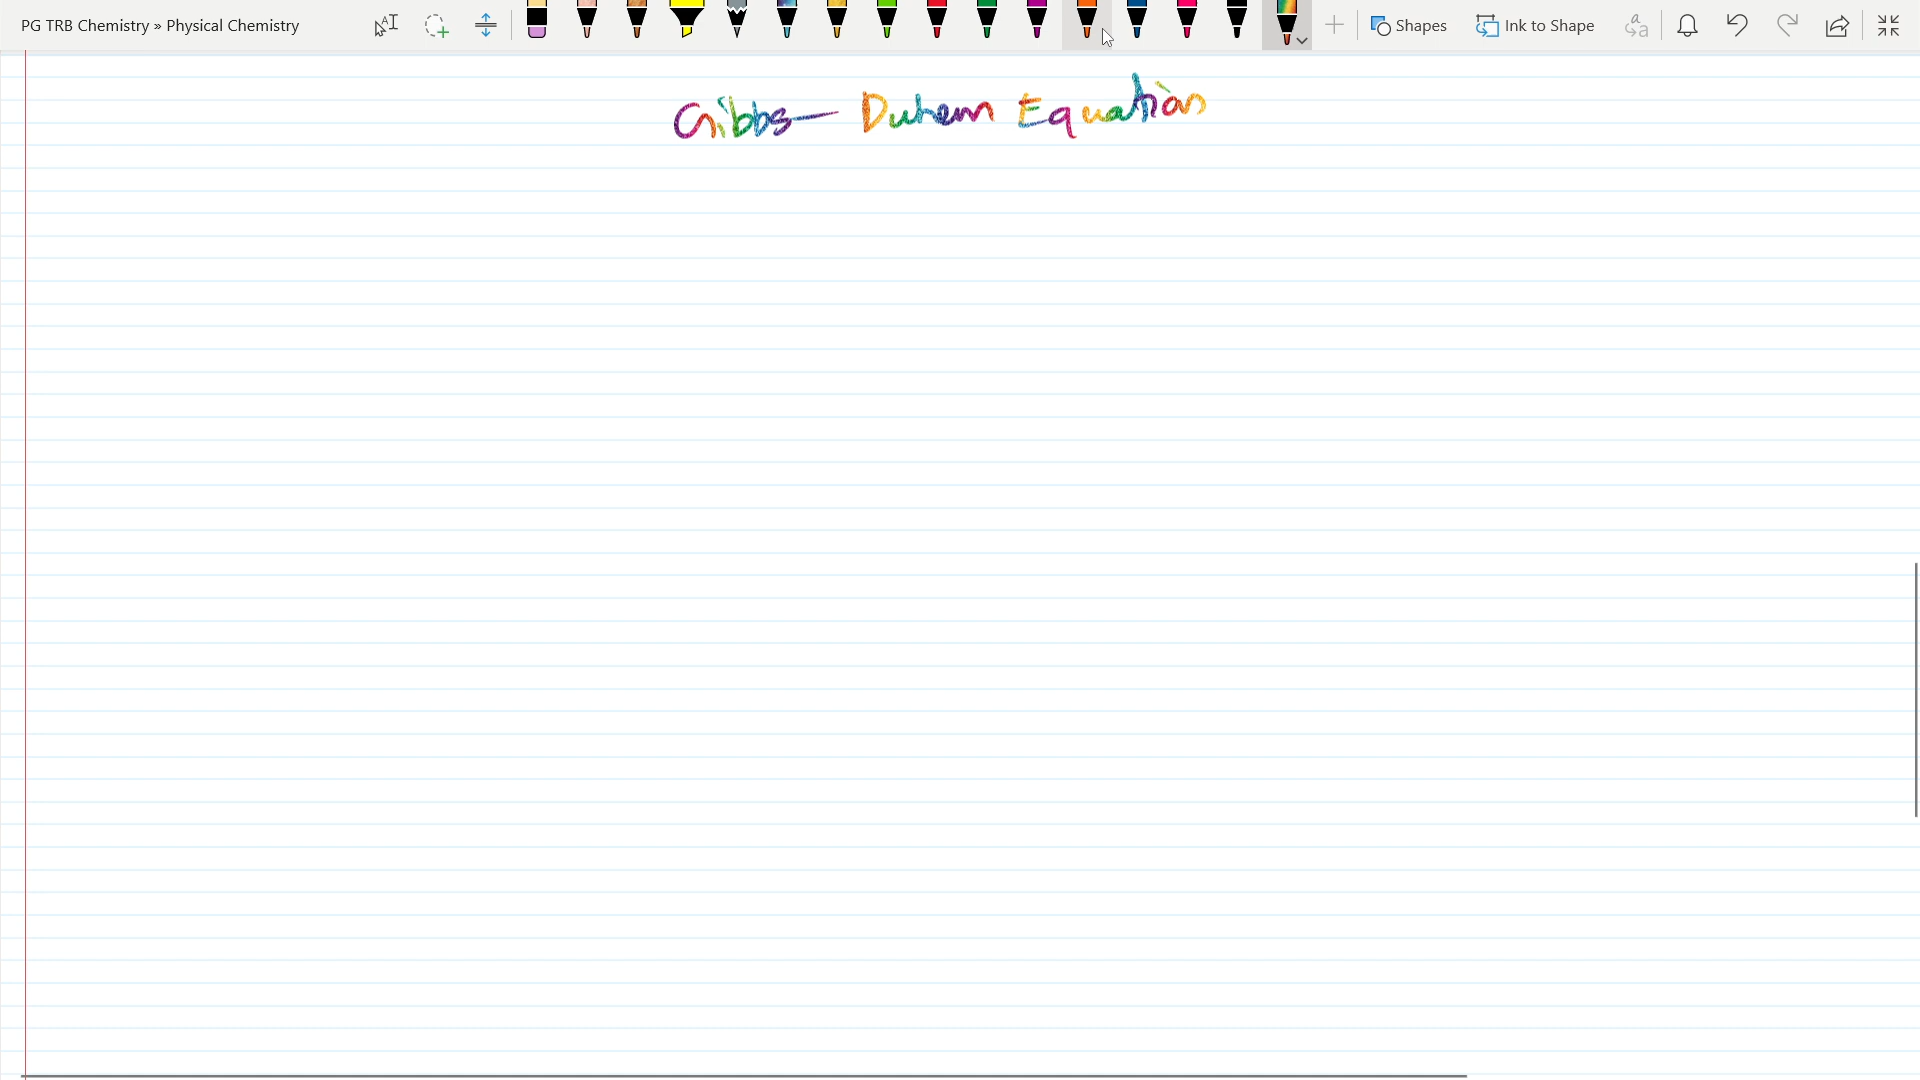 PG TRB Chemistry » Physical Chemistry
Shapes
Ink to Shape
Gibbs - Duhem Equation